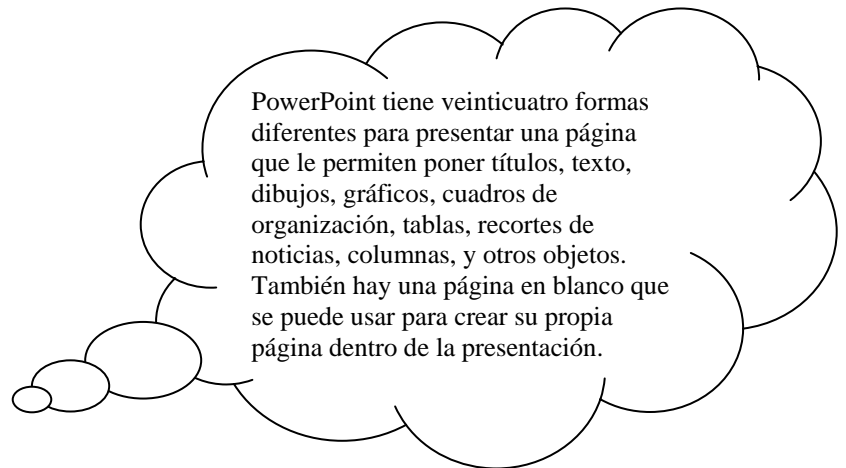 PowerPoint tiene veinticuatro formas
diferentes para presentar una página
que le permiten poner títulos, texto,
dibujos, gráficos, cuadros de
organización, tablas, recortes de
noticias, columnas, y otros objetos.
También hay una página en blanco que
se puede usar para crear su propia
página dentro de la presentación.